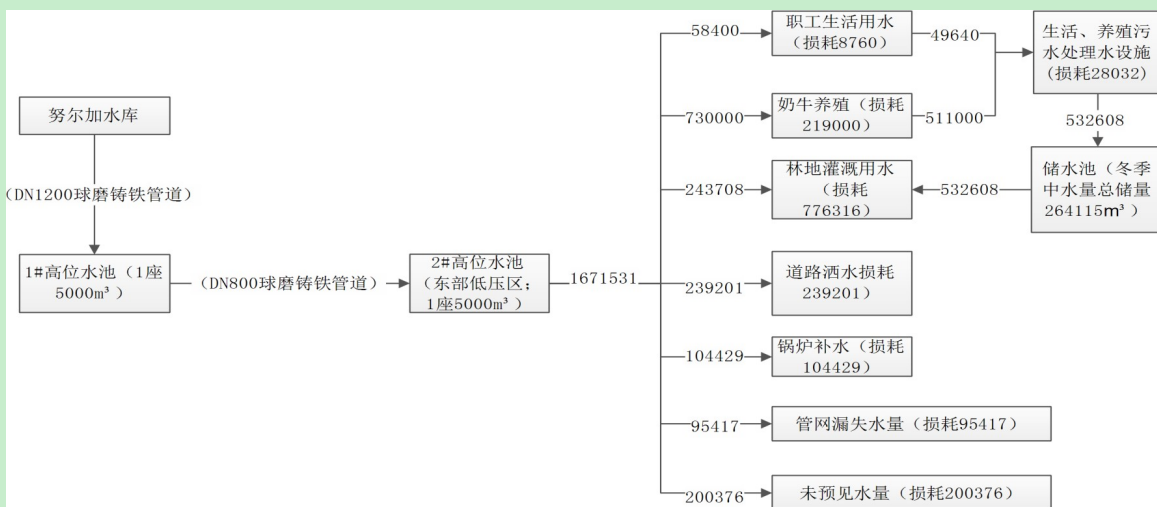 努尔加水库
（DN1200球磨铸铁管道）
1#高位水池（1座
5000m³）
（DN800球磨铸铁管道）
2#高位水池
（东部低压区；
1座5000m³）
1671531
58400
职工生活用水
（损耗8760）
49640
生活、养殖污
水处理水设施
（损耗28032）
730000
奶牛养殖（损耗
219000）
511000
532608
243708
林地灌溉用水
（损耗
776316）
532608
储水池（冬季
中水量总储量
264115m³）
239201
道路洒水损耗
239201）
104429
锅炉补水（损耗
104429）
95417
管网漏失水量（损耗95417）
200376
未预见水量（损耗200376）